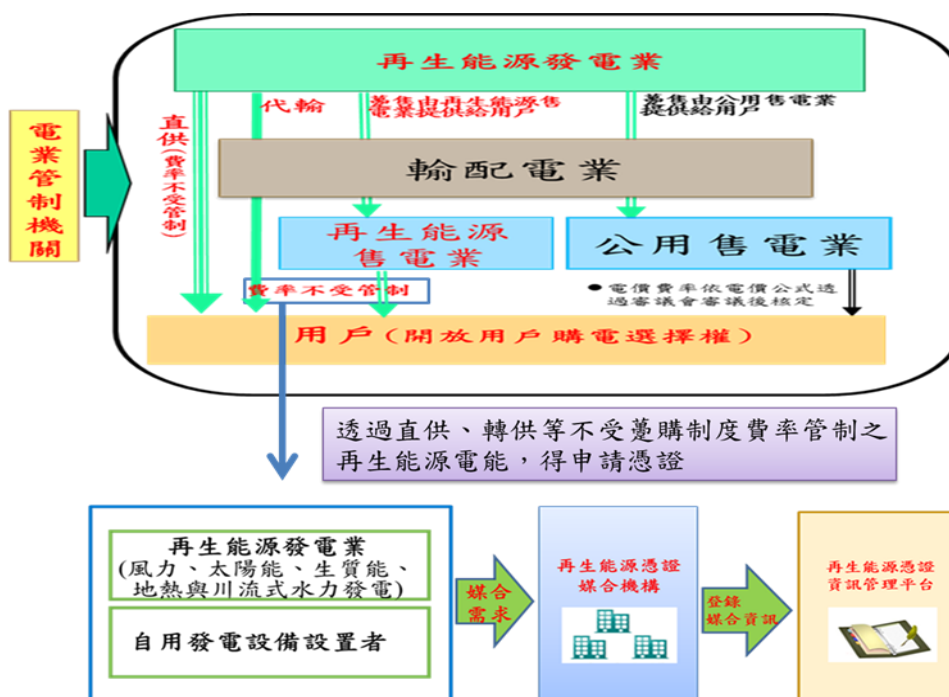 再生能源發電業
電業管制機關
直供(費率不受管制)
代輸
躉售由再生能源售
電業提供給用戶
躉售由公用售電業
提供給用戶
輸配電業
再生能源
售電業
公用售電業
費率不受管制
● 電價費率依電價公式透
過審議會審議後核定
用戶(開放用戶購電選擇權)
透過直供、轉供等不受躉購制度費率管制之
再生能源電能,得申請憑證
再生能源發電業
(風力、太陽能、生質能、
地熱與川流式水力發電)
自用發電設備設置者
媒合
需求
再生能源憑證
媒合機構
登錄
媒合資訊
再生能源憑證
資訊管理平台